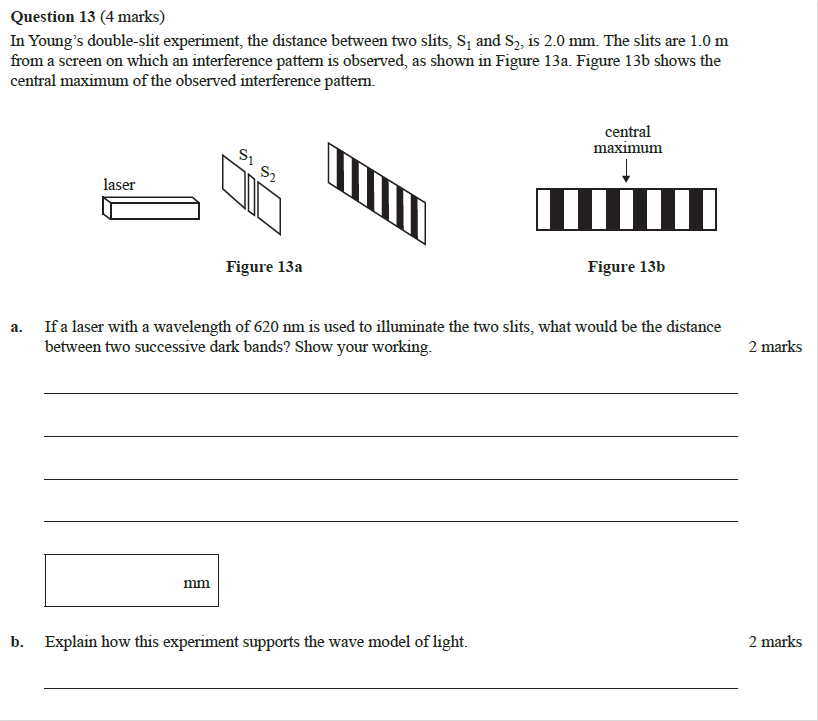 Question 13 (4 marks)
In Young’s double-slit experiment, the distance between two slits, S₁ and S₂, is 2.0 mm. The slits are 1.0 m
from a screen on which an interference pattern is observed, as shown in Figure 13a. Figure 13b shows the
central maximum of the observed interference pattern.
S₁
S₂
laser
central
maximum
Figure 13a
Figure 13b
a. If a laser with a wavelength of 620 nm is used to illuminate the two slits, what would be the distance
between two successive dark bands? Show your working. 2 marks
mm
b. Explain how this experiment supports the wave model of light. 2 marks